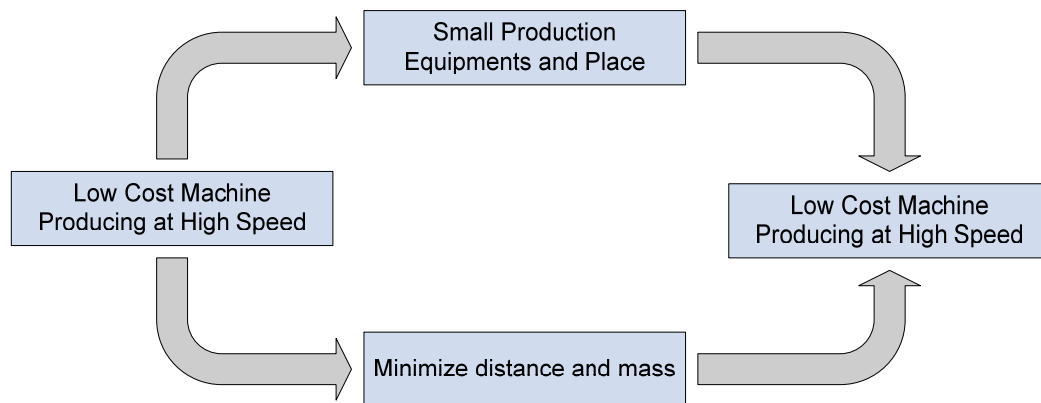 Small Production
Equipments and Place
Low Cost Machine
Producing at High Speed
Low Cost Machine
Producing at High Speed
Minimize distance and mass